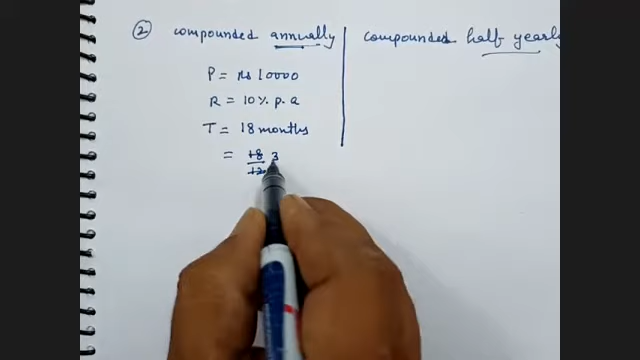 ② compounded annually
compounded half yearly
P = Rs 10000
R = 10% p.a
T = 18 months
= 18 3
12